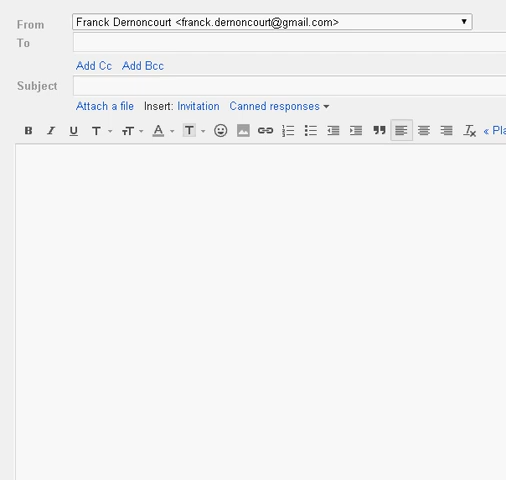 From Franck Dernoncourt <franck.dernoncourt@gmail.com>
To
Add Cc Add Bcc
Subject
Attach a file Insert: Invitation Canned responses
B I U T T A T « Pla